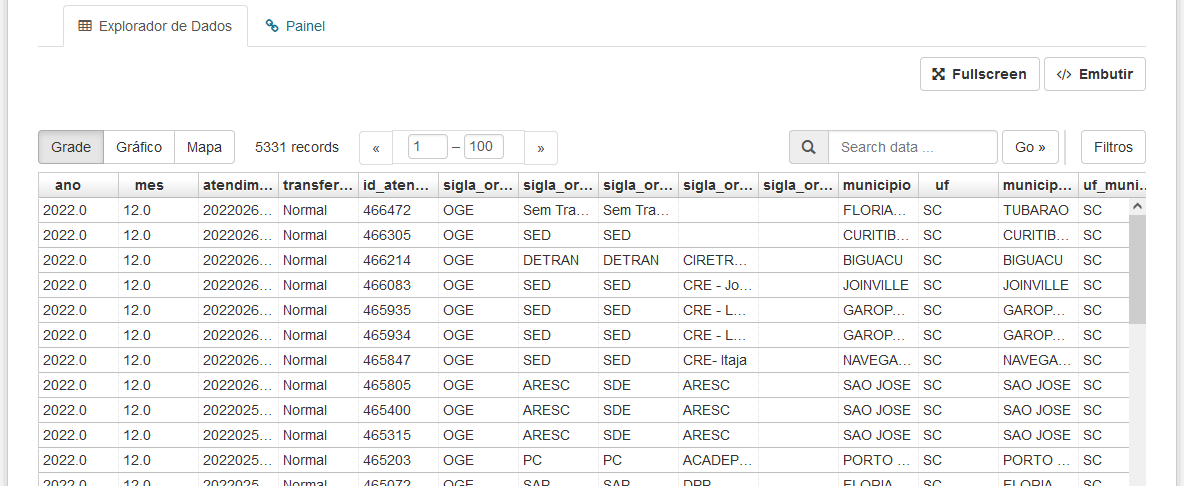 Explorador de Dados Painel
Fullscreen </> Embutir
Grade Gráfico Mapa 5331 records « 1 – 100 » Search data ... Go » Filtros
ano mes atendim... transfer... id_aten... sigla_or... sigla_or... sigla_or... sigla_or... sigla_or... municipio uf municip... uf_muni...
2022.0 12.0 2022026... Normal 466472 OGE Sem Tra... Sem Tra... FLORIA... SC TUBARAO SC
2022.0 12.0 2022026... Normal 466305 OGE SED SED CURITIB... SC CURITIB... SC
2022.0 12.0 2022026... Normal 466214 OGE DETRAN DETRAN CIRETR... BIGUACU SC BIGUACU SC
2022.0 12.0 2022026... Normal 466083 OGE SED SED CRE - Jo... JOINVILLE SC JOINVILLE SC
2022.0 12.0 2022026... Normal 465935 OGE SED SED CRE - L... GAROP... SC GAROP... SC
2022.0 12.0 2022026... Normal 465934 OGE SED SED CRE - L... GAROP... SC GAROP... SC
2022.0 12.0 2022026... Normal 465847 OGE SED SED CRE- Itaja NAVEGA... SC NAVEGA... SC
2022.0 12.0 2022026... Normal 465805 OGE ARESC SDE ARESC SAO JOSE SC SAO JOSE SC
2022.0 12.0 2022025... Normal 465400 OGE ARESC SDE ARESC SAO JOSE SC SAO JOSE SC
2022.0 12.0 2022025... Normal 465315 OGE ARESC SDE ARESC SAO JOSE SC SAO JOSE SC
2022.0 12.0 2022025... Normal 465203 OGE PC PC ACADEP... PORTO ... SC PORTO ... SC
2022.0 12.0 2022025... Normal 465072 OGE SAP SAP DPP FLORIA... SC FLORIA... SC